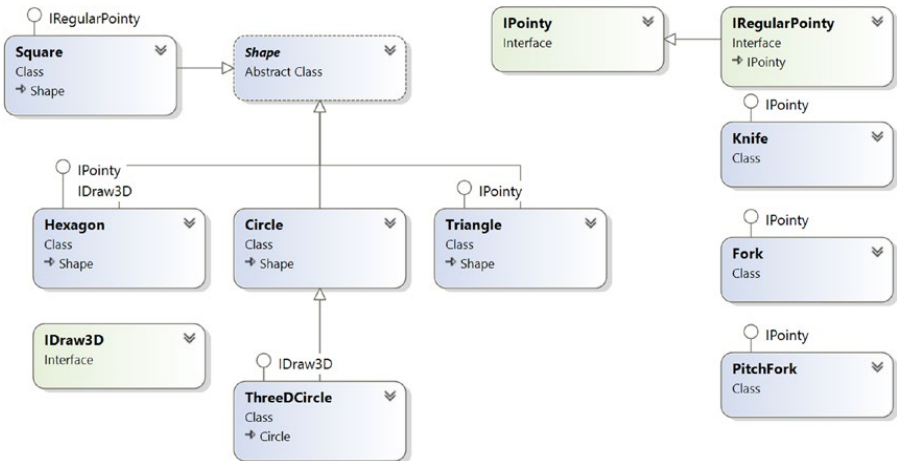 IRegularPointy
Square
Class
Shape
Shape
Abstract Class
IPointy
Interface
IRegularPointy
Interface
IPointy
IPointy
Knife
Class
IPointy
IDraw3D
Hexagon
Class
Shape
Circle
Class
Shape
IPointy
Triangle
Class
Shape
IPointy
Fork
Class
IDraw3D
Interface
IDraw3D
ThreeDCircle
Class
Circle
IPointy
PitchFork
Class